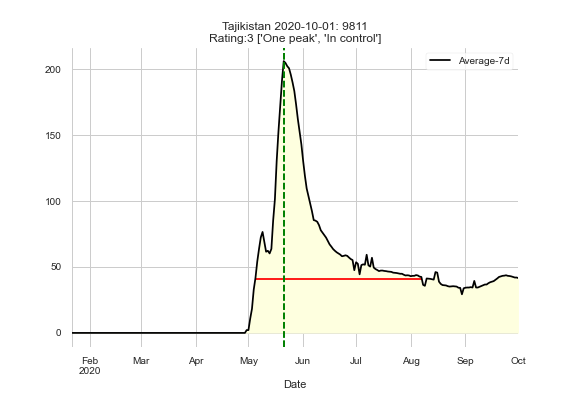 Tajikistan 2020-10-01: 9811
Rating:3 ['One peak', 'In control']
Average-7d
200
150
100
50
0
Feb Mar Apr May Jun Jul Aug Sep Oct
2020
Date